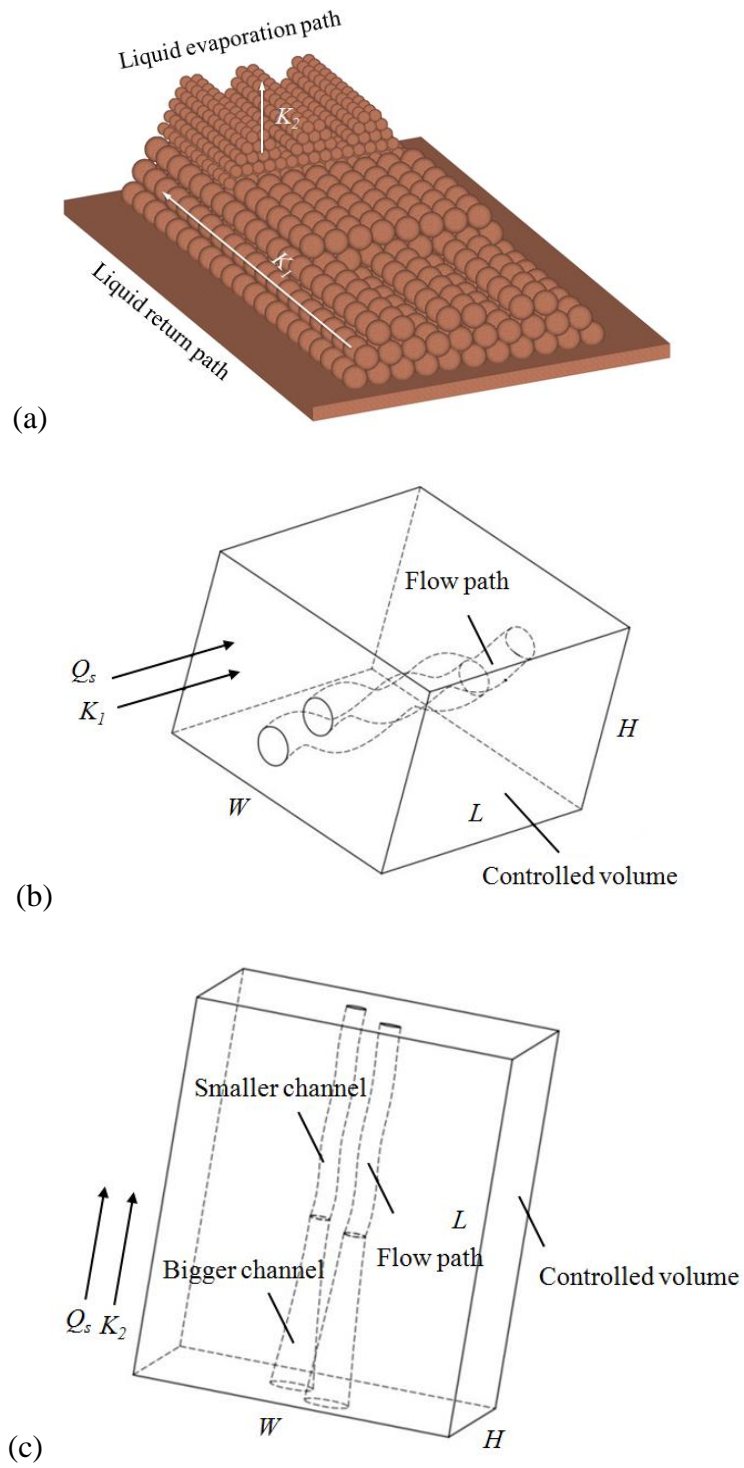 Liquid evaporation path
K2
K1
Liquid return path
(a)
Flow path
Qs
K1
H
W
L
Controlled volume
(b)
Smaller channel
L
Flow path
Bigger channel
Controlled volume
Qs K2
W
H
(c)